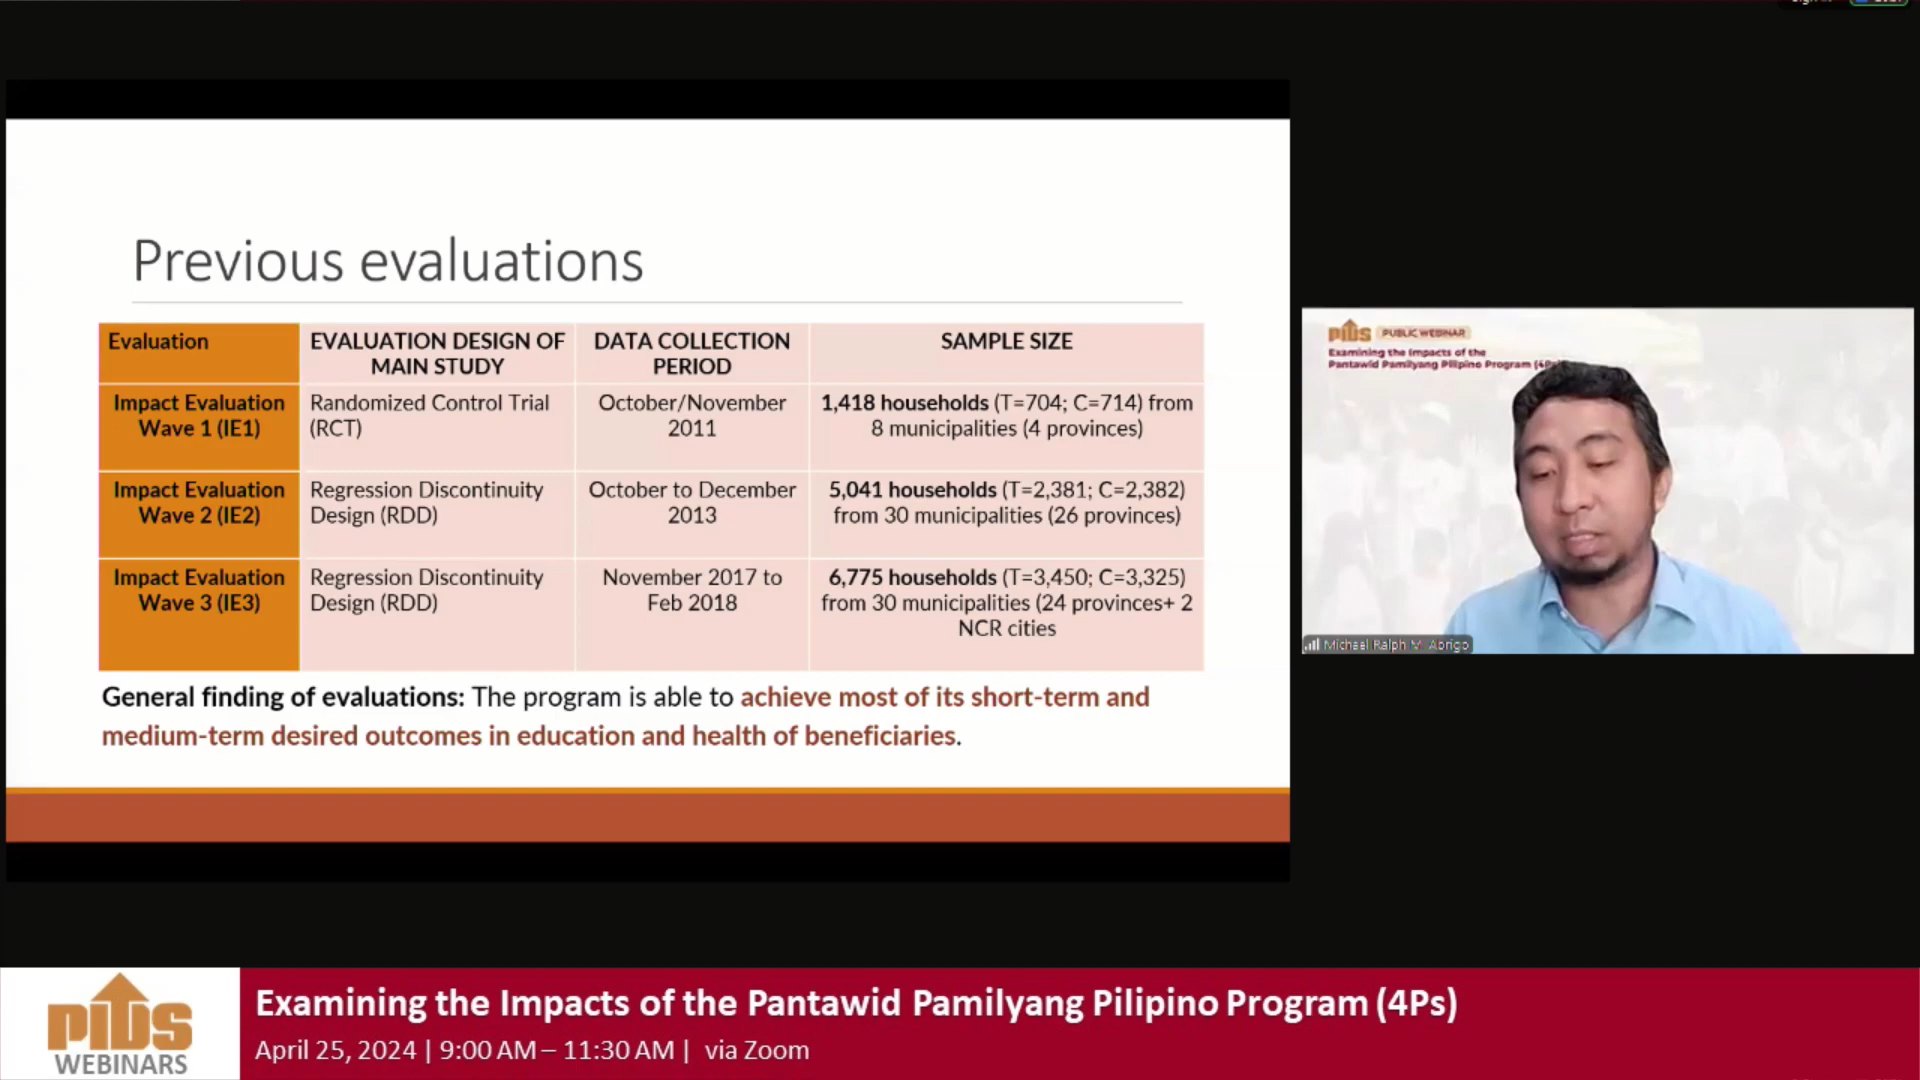 Previous evaluations
Evaluation
EVALUATION DESIGN OF
MAIN STUDY
DATA COLLECTION
PERIOD
SAMPLE SIZE
Impact Evaluation
Wave 1 (IE1)
Randomized Control Trial
(RCT)
October/November
2011
1,418 households (T=704; C=714) from
8 municipalities (4 provinces)
Impact Evaluation
Wave 2 (IE2)
Regression Discontinuity
Design (RDD)
October to December
2013
5,041 households (T=2,381; C=2,382)
from 30 municipalities (26 provinces)
Impact Evaluation
Wave 3 (IE3)
Regression Discontinuity
Design (RDD)
November 2017 to
Feb 2018
6,775 households (T=3,450; C=3,325)
from 30 municipalities (24 provinces+ 2
NCR cities
General finding of evaluations: The program is able to achieve most of its short-term and
medium-term desired outcomes in education and health of beneficiaries.
PIDS PUBLIC WEBINAR
Examining the Impacts of the
Pantawid Pamilyang Pilipino Program (4Ps)
Michael Ralph M. Abrigo
PIDS
WEBINARS
Examining the Impacts of the Pantawid Pamilyang Pilipino Program (4Ps)
April 25, 2024 | 9:00 AM – 11:30 AM | via Zoom